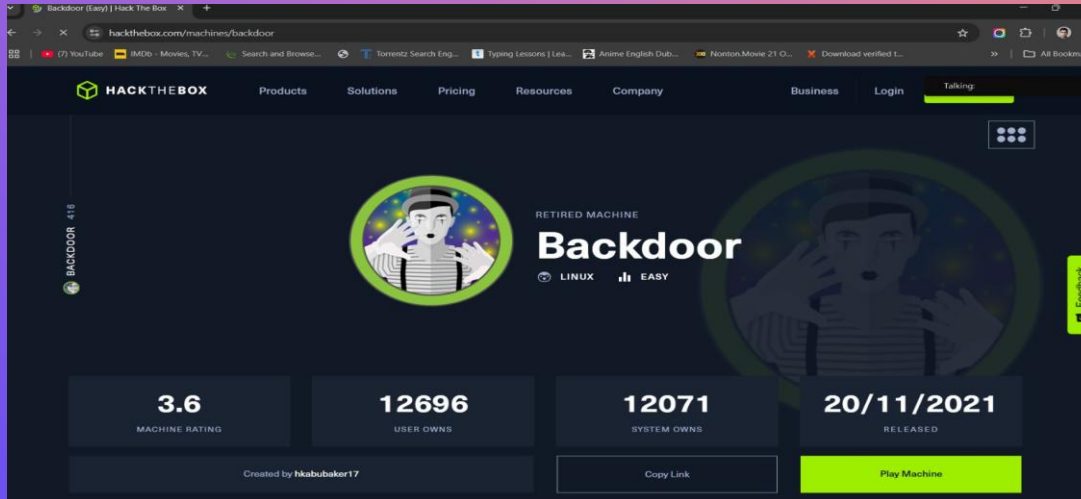 Backdoor (Easy) | Hack The Box
hackthebox.com/machines/backdoor
(7) YouTube IMDb - Movies, TV... Search and Browse... Torrentz Search Eng... Typing Lessons | Lea... Anime English Dub... Nonton.Movie 21 O... Download verified t... » All Bookm
HACKTHEBOX Products Solutions Pricing Resources Company Business Login Talking:
BACKDOOR 416
RETIRED MACHINE
Backdoor
LINUX EASY
Feedback
3.6 12696 12071 20/11/2021
MACHINE RATING USER OWNS SYSTEM OWNS RELEASED
Created by hkabubaker17 Copy Link Play Machine